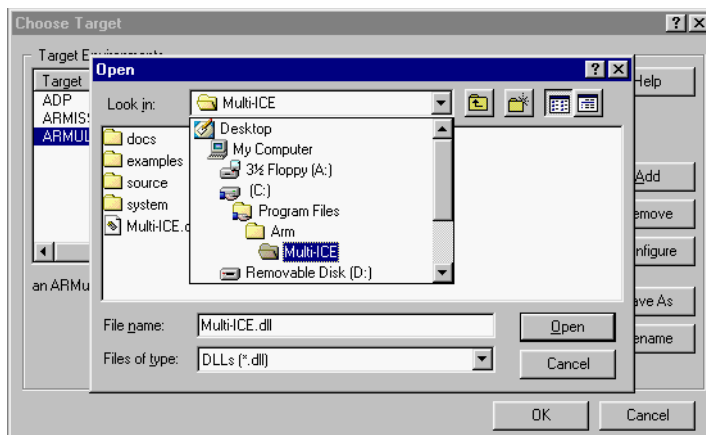 Choose Target
Target
Open
Help
Target
ADP
ARMIS
ARMUL
Look in: Multi-ICE
docs
examples
source
system
Multi-ICE.
Desktop
My Computer
3½ Floppy (A:)
(C:)
Program Files
Arm
Multi-ICE
Removable Disk (D:)
Add
emove
nfigure
an ARMu
ave As
ename
File name: Multi-ICE.dll
Open
Files of type: DLLs (*.dll)
Cancel
OK
Cancel